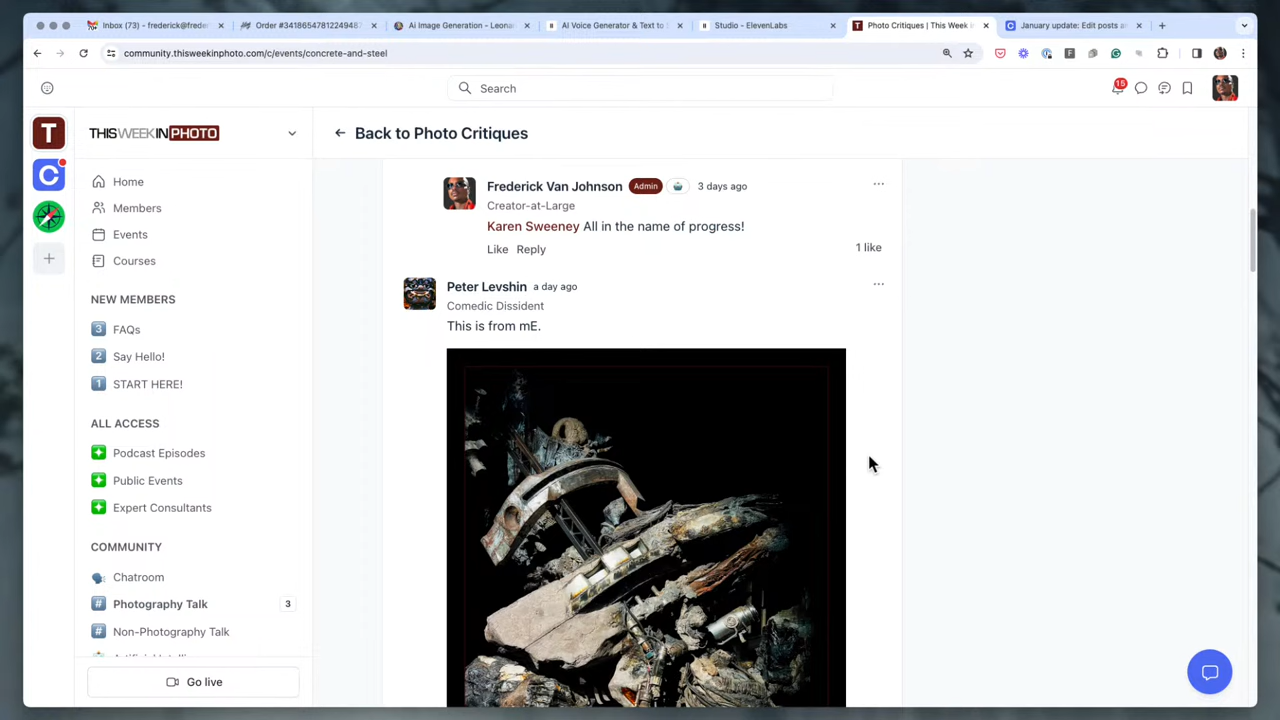 Inbox (73) - frederick@freder
Order #3418654781224948
Ai Image Generation - Leona
AI Voice Generator & Text to
Studio - ElevenLabs
Photo Critiques | This Week i
January update: Edit posts a
community.thisweekinphoto.com/c/events/concrete-and-steel
Search
15
T
THISWEEKINPHOTO
Back to Photo Critiques
C
Home
Members
Events
Courses
NEW MEMBERS
3 FAQs
2 Say Hello!
1 START HERE!
ALL ACCESS
Podcast Episodes
Public Events
Expert Consultants
COMMUNITY
Chatroom
# Photography Talk 3
# Non-Photography Talk
Go live
Frederick Van Johnson Admin 3 days ago
Creator-at-Large
Karen Sweeney All in the name of progress!
Like Reply 1 like
Peter Levshin a day ago
Comedic Dissident
This is from mE.